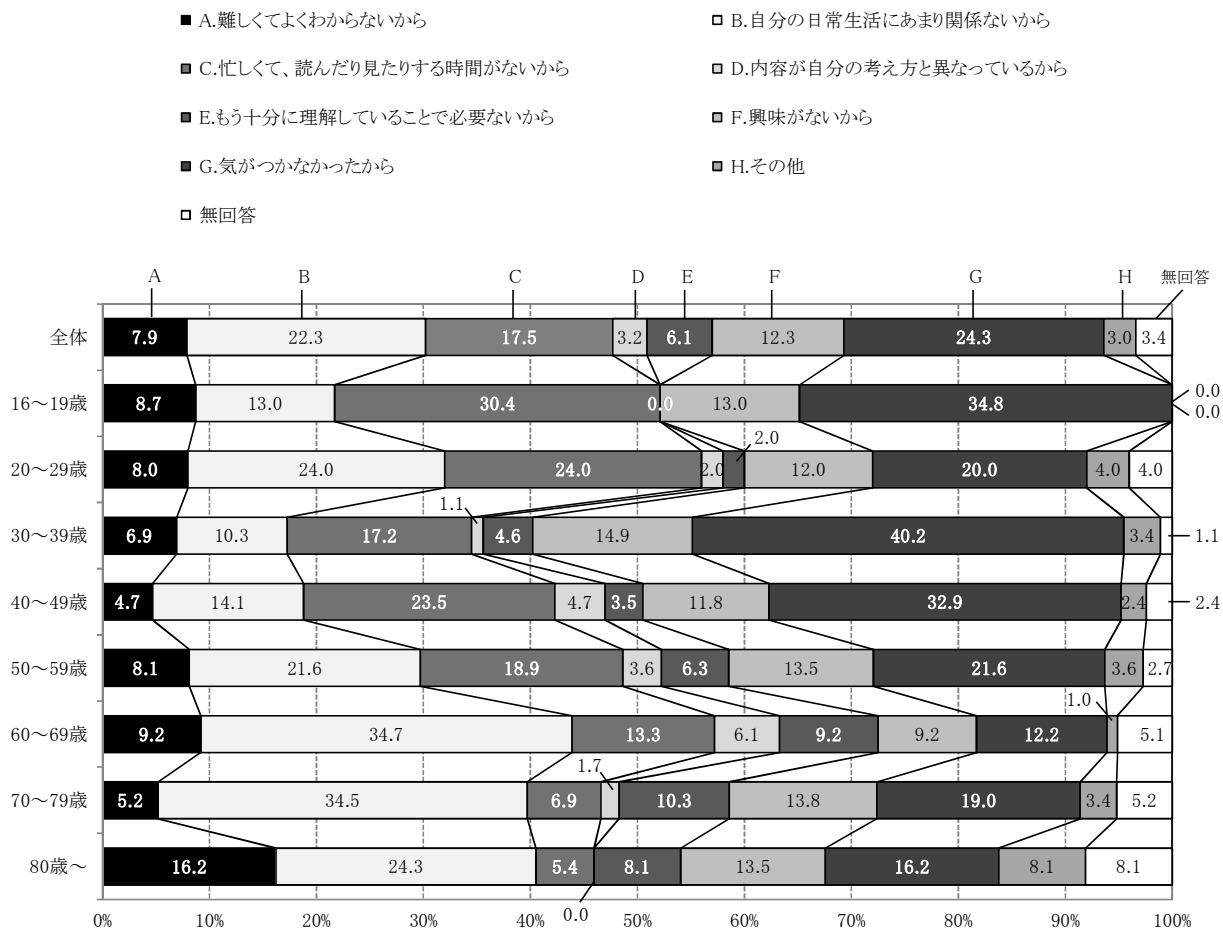 A.難しくてよくわからないから
B.自分の日常生活にあまり関係ないから
C.忙しくて、読んだり見たりする時間がないから
D.内容が自分の考え方と異なっているから
E.もう十分に理解していることで必要ないから
F.興味がないから
G.気がつかなかったから
H.その他
無回答
A B C D E F G H 無回答
全体 7.9 22.3 17.5 3.2 6.1 12.3 24.3 3.0 3.4
16～19歳 8.7 13.0 30.4 0.0 13.0 34.8 0.0
0.0
2.0
20～29歳 8.0 24.0 24.0 2.0 12.0 20.0 4.0 4.0
1.1
30～39歳 6.9 10.3 17.2 4.6 14.9 40.2 3.4 1.1
40～49歳 4.7 14.1 23.5 4.7 3.5 11.8 32.9 2.4 2.4
50～59歳 8.1 21.6 18.9 3.6 6.3 13.5 21.6 3.6 2.7
1.0
60～69歳 9.2 34.7 13.3 6.1 9.2 9.2 12.2 5.1
1.7
70～79歳 5.2 34.5 6.9 10.3 13.8 19.0 3.4 5.2
80歳～ 16.2 24.3 5.4 8.1 13.5 16.2 8.1 8.1
0.0
0% 10% 20% 30% 40% 50% 60% 70% 80% 90% 100%